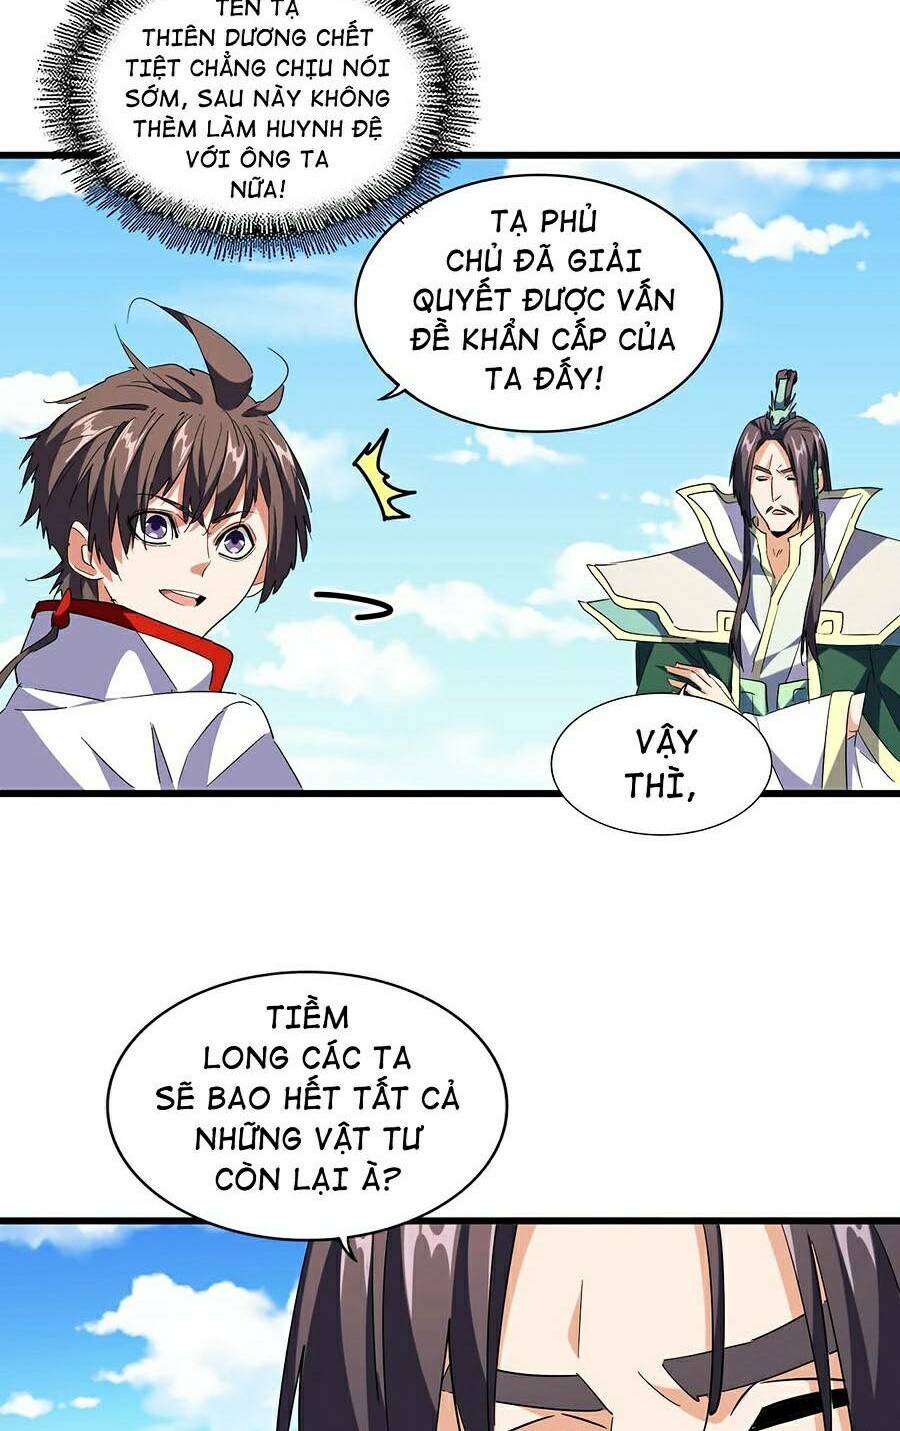 TÊN TẠ
THIÊN DƯƠNG CHẾT
TIỆT CHẲNG CHỊU NÓI
SỚM, SAU NÀY KHÔNG
THÈM LÀM HUYNH ĐỆ
VỚI ÔNG TA
NỮA!
TẠ PHỦ
CHỦ ĐÃ GIẢI
QUYẾT ĐƯỢC VẤN
ĐỀ KHẨN CẤP CỦA
TA ĐẤY!
VẬY
THÌ,
TIỀM
LONG CÁC TA
SẼ BAO HẾT TẤT CẢ
NHỮNG VẬT TƯ
CÒN LẠI À?